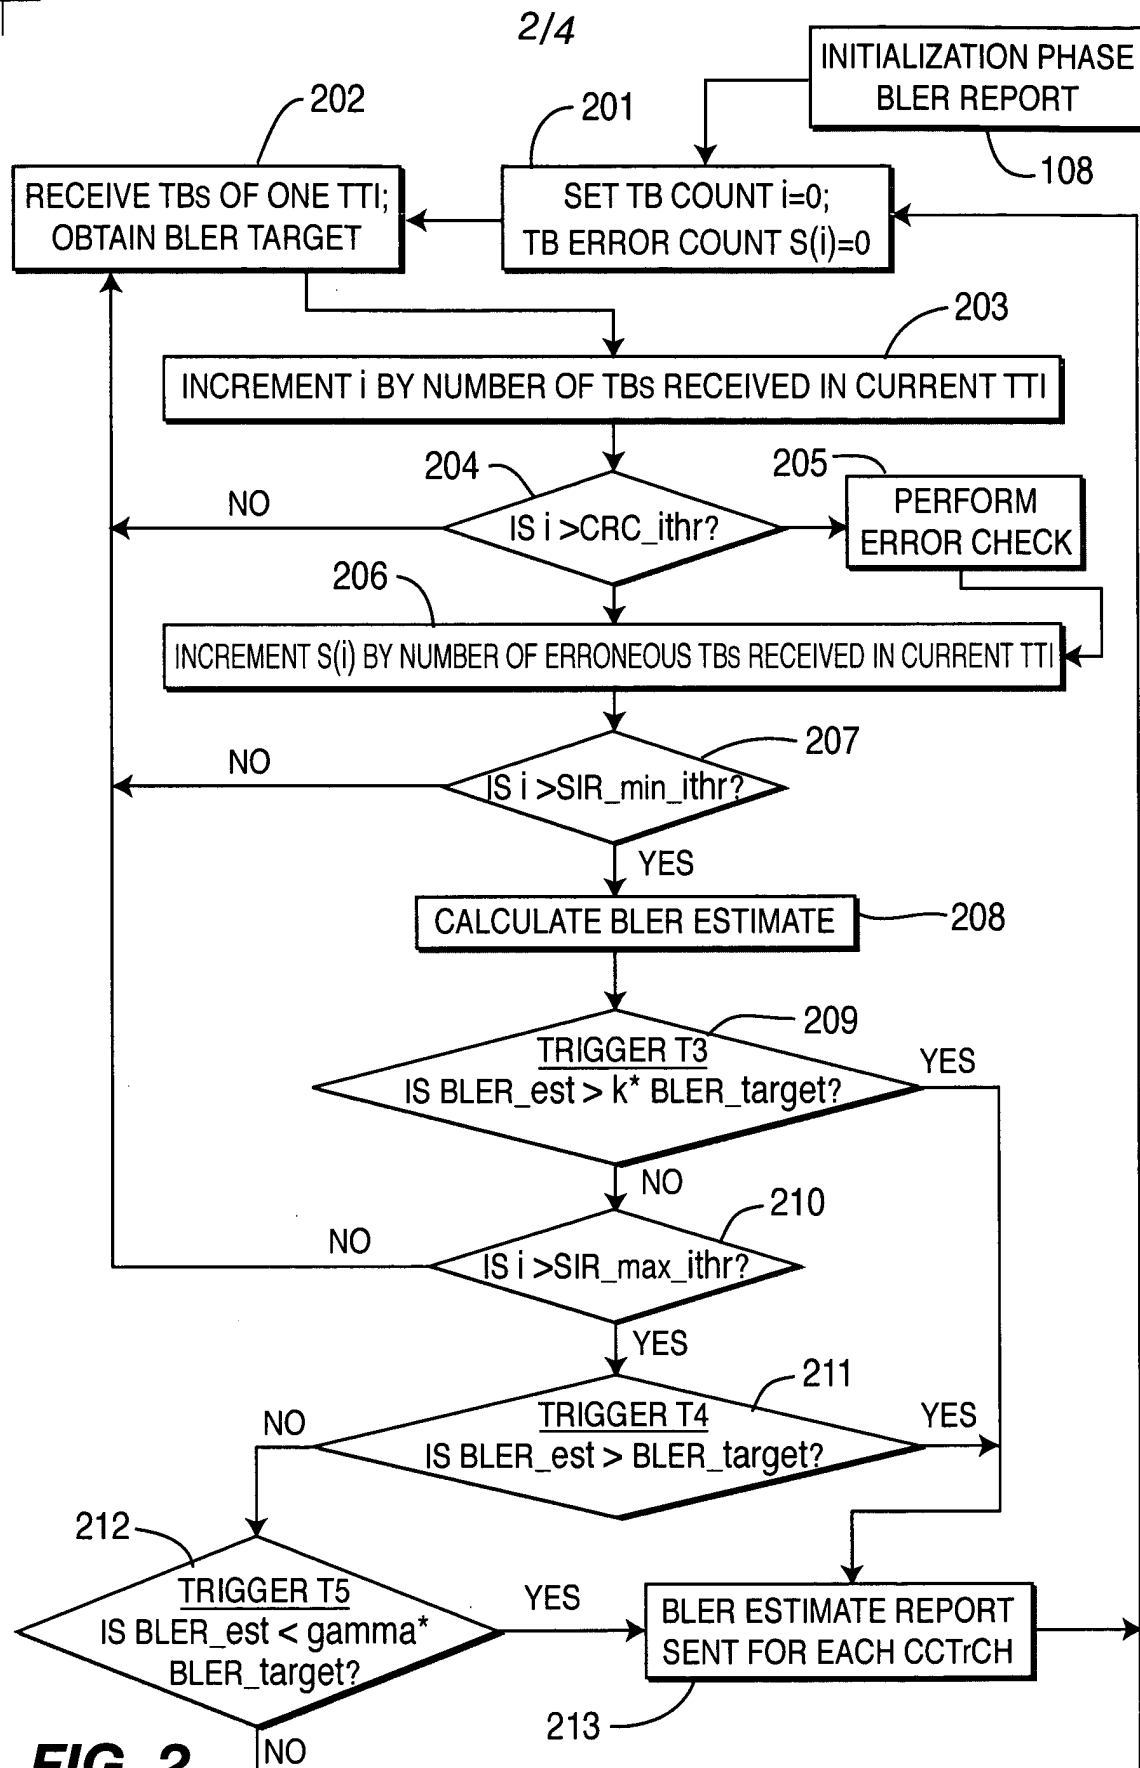 2/4
INITIALIZATION PHASE
BLER REPORT
108
202
201
RECEIVE TBs OF ONE TTI;
OBTAIN BLER TARGET
SET TB COUNT i=0;
TB ERROR COUNT S(i)=0
203
INCREMENT i BY NUMBER OF TBs RECEIVED IN CURRENT TTI
204
NO
IS i >CRC_ithr?
205
PERFORM
ERROR CHECK
206
INCREMENT S(i) BY NUMBER OF ERRONEOUS TBs RECEIVED IN CURRENT TTI
207
NO
IS i >SIR_min_ithr?
YES
CALCULATE BLER ESTIMATE
208
209
TRIGGER T3
IS BLER_est > k* BLER_target?
YES
NO
210
NO
IS i >SIR_max_ithr?
YES
211
NO
TRIGGER T4
IS BLER_est > BLER_target?
YES
212
TRIGGER T5
IS BLER_est < gamma*
BLER_target?
YES
BLER ESTIMATE REPORT
SENT FOR EACH CCTrCH
213
NO
FIG. 2